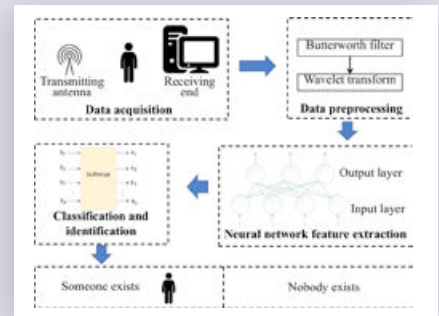 Transmitting
antenna
Receiving
end
Data acquisition
Butterworth filter
Wavelet transform
Data preprocessing
Output layer
Input layer
Neural network feature extraction
Classification and
identification
Someone exists
Nobody exists